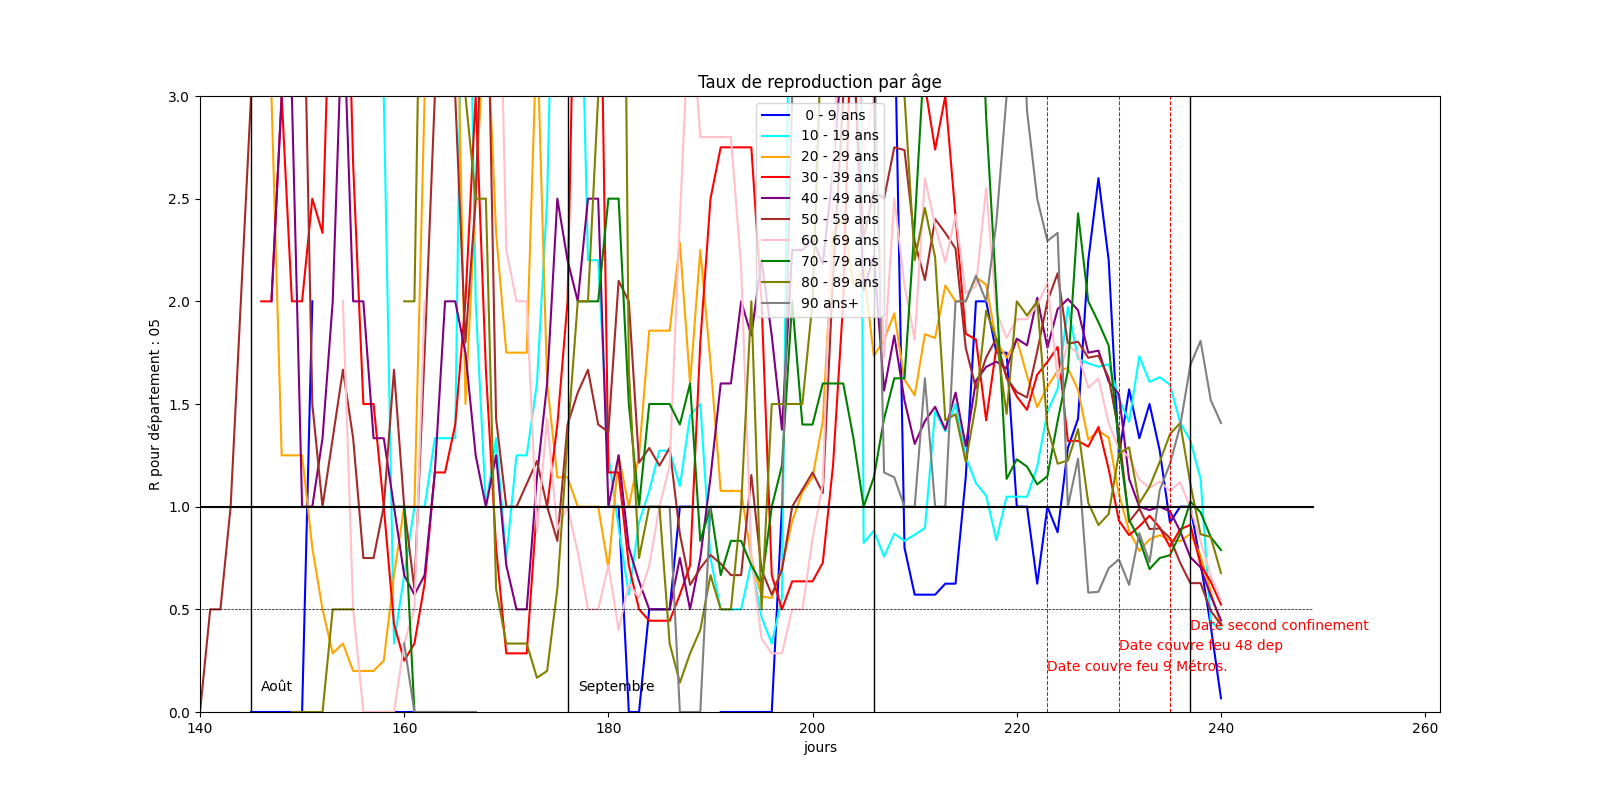 Taux de reproduction par âge
3.0
2.5
2.0
1.5
1.0
0.5
0.0
R pour département : 05
0 - 9 ans
10 - 19 ans
20 - 29 ans
30 - 39 ans
40 - 49 ans
50 - 59 ans
60 - 69 ans
70 - 79 ans
80 - 89 ans
90 ans+
Date second confinement
Date couvre feu 48 dep
Date couvre feu 9 Métros.
Août
Septembre
140
160
180
200
220
240
260
jours